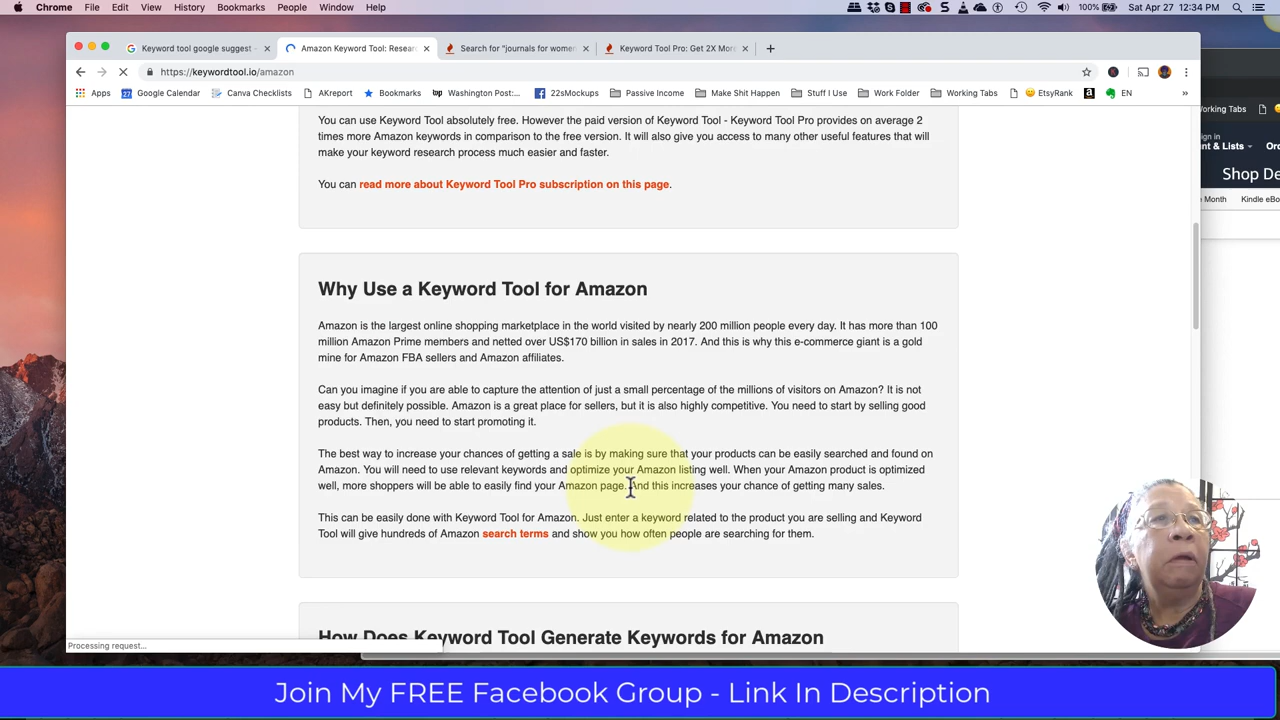 Chrome File Edit View History Bookmarks People Window Help 100% Sat Apr 27 12:34 PM
Keyword tool google suggest - Amazon Keyword Tool: Resear Search for "journals for wome Keyword Tool Pro: Get 2X More
https://keywordtool.io/amazon
Apps Google Calendar Canva Checklists AKreport Bookmarks Washington Post:... 22sMockups Passive Income Make Shit Happen Stuff I Use Work Folder Working Tabs EtsyRank EN »
orking Tabs
You can use Keyword Tool absolutely free. However the paid version of Keyword Tool - Keyword Tool Pro provides on average 2
times more Amazon keywords in comparison to the free version. It will also give you access to many other useful features that will
make your keyword research process much easier and faster.
gn in
nt & Lists Or
Shop De
You can read more about Keyword Tool Pro subscription on this page.
Month Kindle eBo
Why Use a Keyword Tool for Amazon
Amazon is the largest online shopping marketplace in the world visited by nearly 200 million people every day. It has more than 100
million Amazon Prime members and netted over US$170 billion in sales in 2017. And this is why this e-commerce giant is a gold
mine for Amazon FBA sellers and Amazon affiliates.
Can you imagine if you are able to capture the attention of just a small percentage of the millions of visitors on Amazon? It is not
easy but definitely possible. Amazon is a great place for sellers, but it is also highly competitive. You need to start by selling good
products. Then, you need to start promoting it.
The best way to increase your chances of getting a sale is by making sure that your products can be easily searched and found on
Amazon. You will need to use relevant keywords and optimize your Amazon listing well. When your Amazon product is optimized
well, more shoppers will be able to easily find your Amazon page. And this increases your chance of getting many sales.
This can be easily done with Keyword Tool for Amazon. Just enter a keyword related to the product you are selling and Keyword
Tool will give hundreds of Amazon search terms and show you how often people are searching for them.
How Does Keyword Tool Generate Keywords for Amazon
Processing request...
Join My FREE Facebook Group - Link In Description